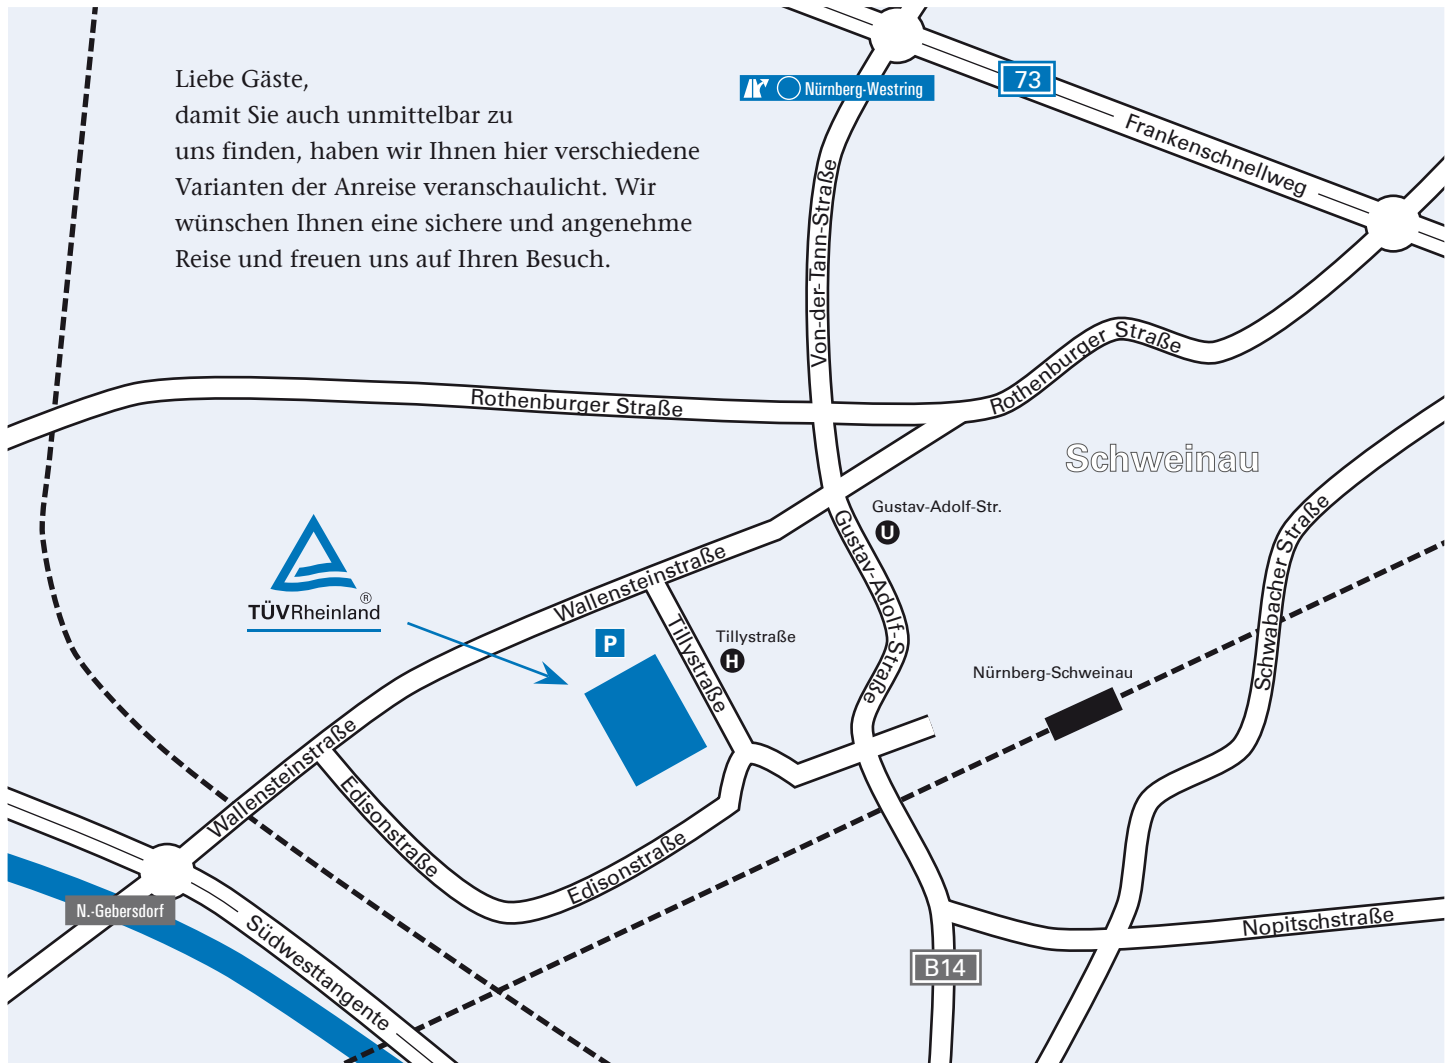 Liebe Gäste,
damit Sie auch unmittelbar zu
uns finden, haben wir Ihnen hier verschiedene
Varianten der Anreise veranschaulicht. Wir
wünschen Ihnen eine sichere und angenehme
Reise und freuen uns auf Ihren Besuch.
Nürnberg-Westring
73
Frankenschnellweg
Von-der-Tann-Straße
Rothenburger Straße
Rothenburger Straße
Schweinau
Gustav-Adolf-Str.
U
Gustav-Adolf-Straße
Schwabacher Straße
TÜVRheinland
®
Wallensteinstraße
P
Tillystraße
H
Tillystraße
Nürnberg-Schweinau
Wallensteinstraße
Edisonstraße
Edisonstraße
N.-Gebersdorf
Südwesttangente
Nopitschstraße
B14